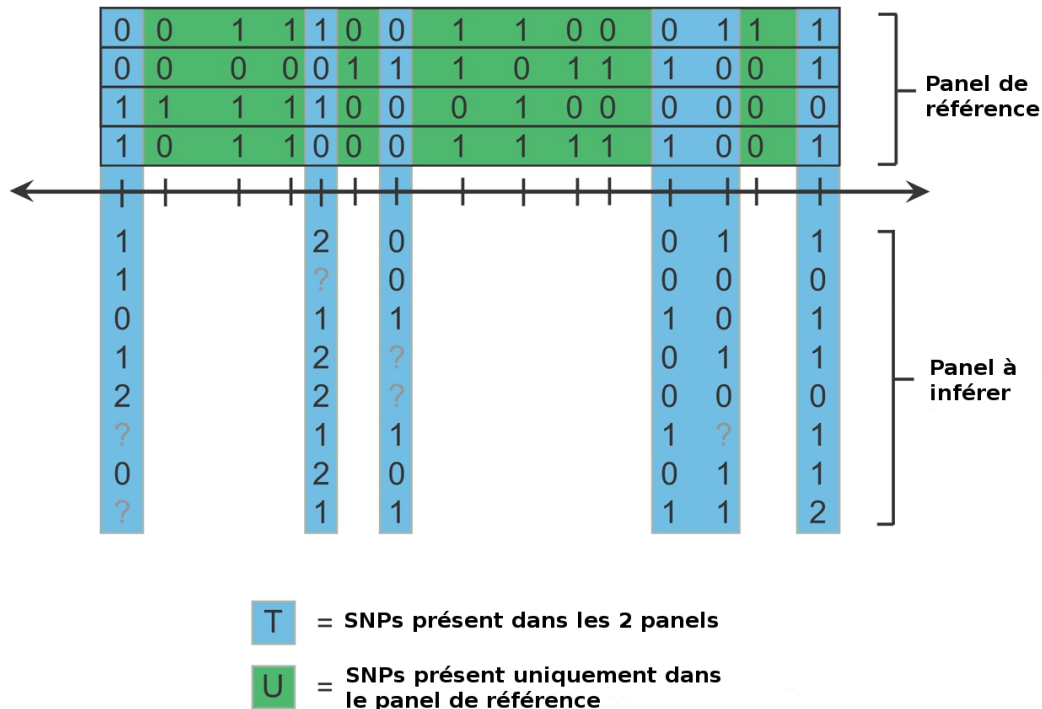 0 0 1 1 1 0 0 1 1 0 0 0 1 1 1
0 0 0 0 0 1 1 1 0 1 1 1 0 0 1
Panel de
référence
1 1 1 1 1 0 0 0 1 0 0 0 0 0 0
1 0 1 1 0 0 0 1 1 1 1 1 0 0 1
1 2 0 0 1 1
1 ? 0 0 0 0
0 1 1 1 0 1
1 2 ? 0 1 1
Panel à
inférer
2 2 ? 0 0 0
? 1 1 1 ? 1
0 2 0 0 1 1
? 1 1 1 1 2
T = SNPs présent dans les 2 panels
U = SNPs présent uniquement dans
le panel de référence